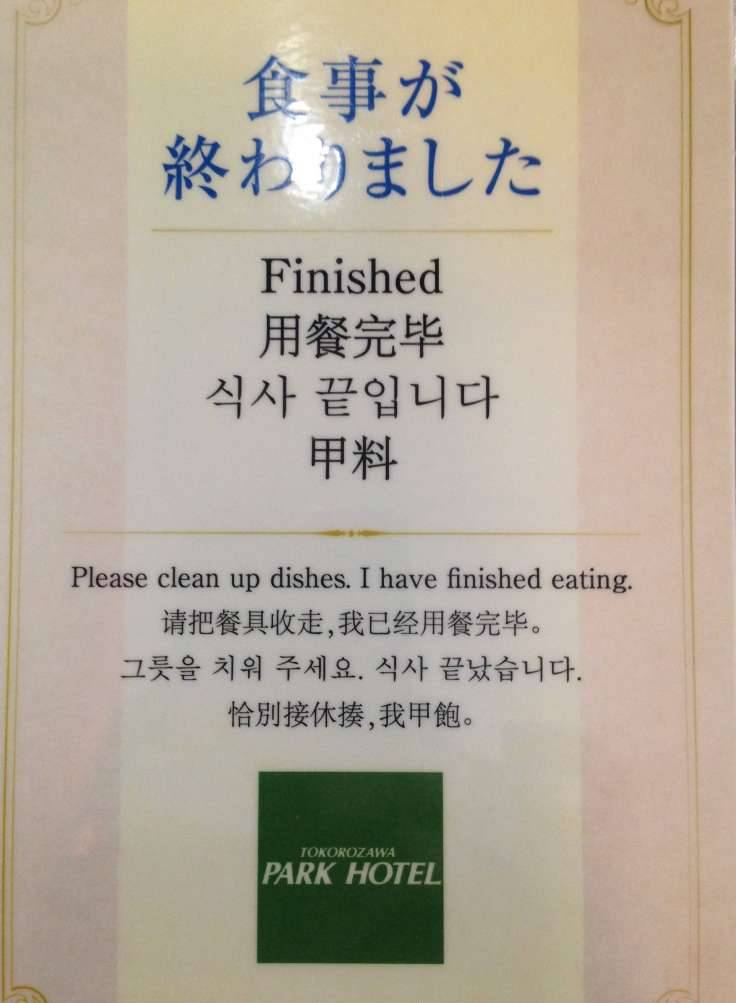 食事が
終わりました
Finished
用餐完毕
식사 끝입니다
甲料
Please clean up dishes. I have finished eating.
请把餐具收走,我已经用餐完毕。
그릇을 치워 주세요. 식사 끝났습니다.
恰別接休揍,我甲飽。
TOKOROZAWA
PARK HOTEL